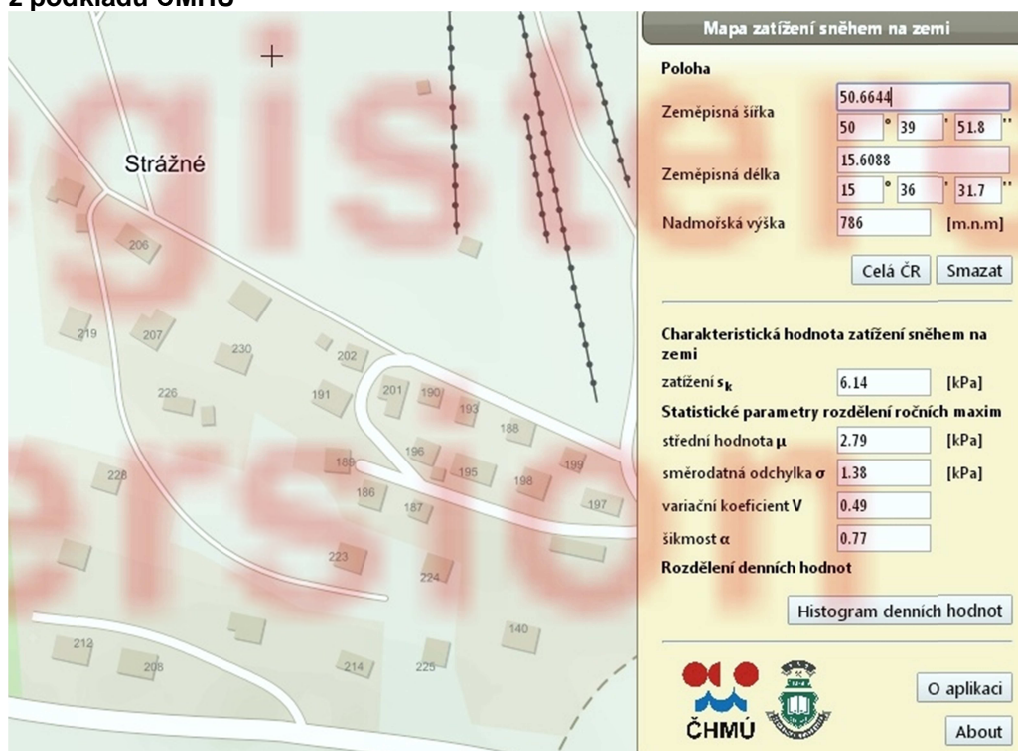 z podkladů ČMHÚ
Strážné
206
219
207
230
202
191
226
201
190
193
188
196
189
195
199
228
186
187
198
197
223
224
212
208
214
225
140
Mapa zatížení sněhem na zemi
Poloha
Zeměpisná šířka
50.6644
50 ° 39 ' 51.8 ''
Zeměpisná délka
15.6088
15 ° 36 ' 31.7 ''
Nadmořská výška 786 [m.n.m]
Celá ČR Smazat
Charakteristická hodnota zatížení sněhem na
zemi
zatížení sk 6.14 [kPa]
Statistické parametry rozdělení ročních maxim
střední hodnota μ 2.79 [kPa]
směrodatná odchylka σ 1.38 [kPa]
variační koeficient V 0.49
šikmost α 0.77
Rozdělení denních hodnot
Histogram denních hodnot
ČHMÚ
O aplikaci
About